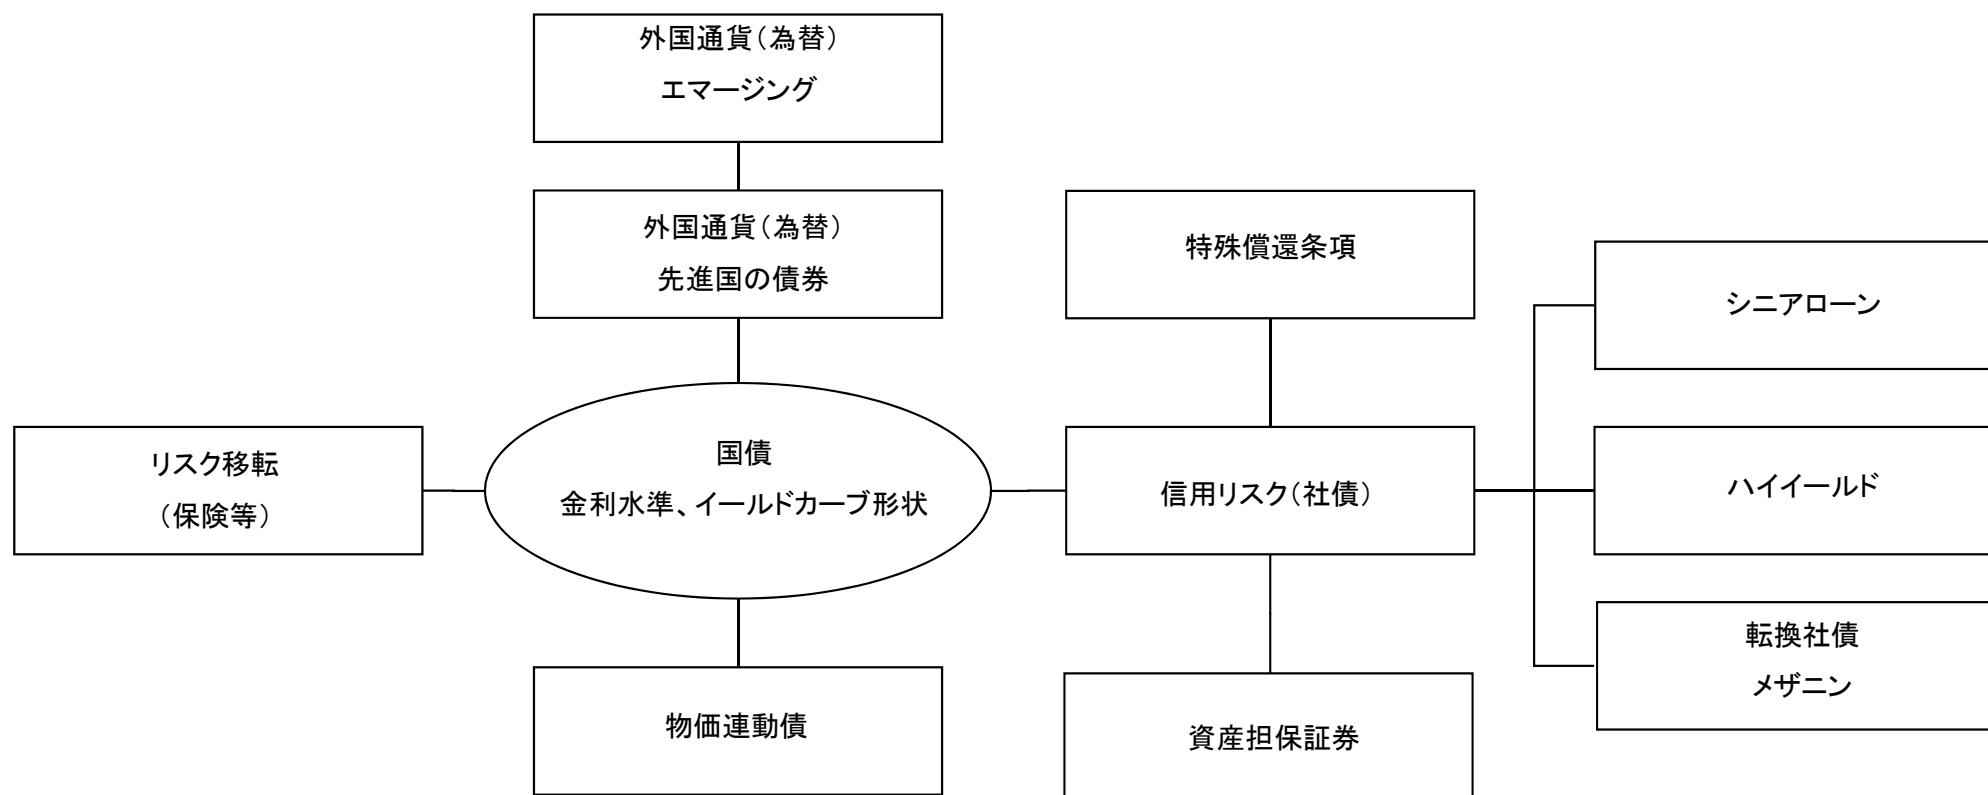 外国通貨（為替）
エマージング
外国通貨（為替）
先進国の債券
特殊償還条項
シニアローン
リスク移転
（保険等）
国債
金利水準、イールドカーブ形状
信用リスク（社債）
ハイイールド
転換社債
メザニン
物価連動債
資産担保証券